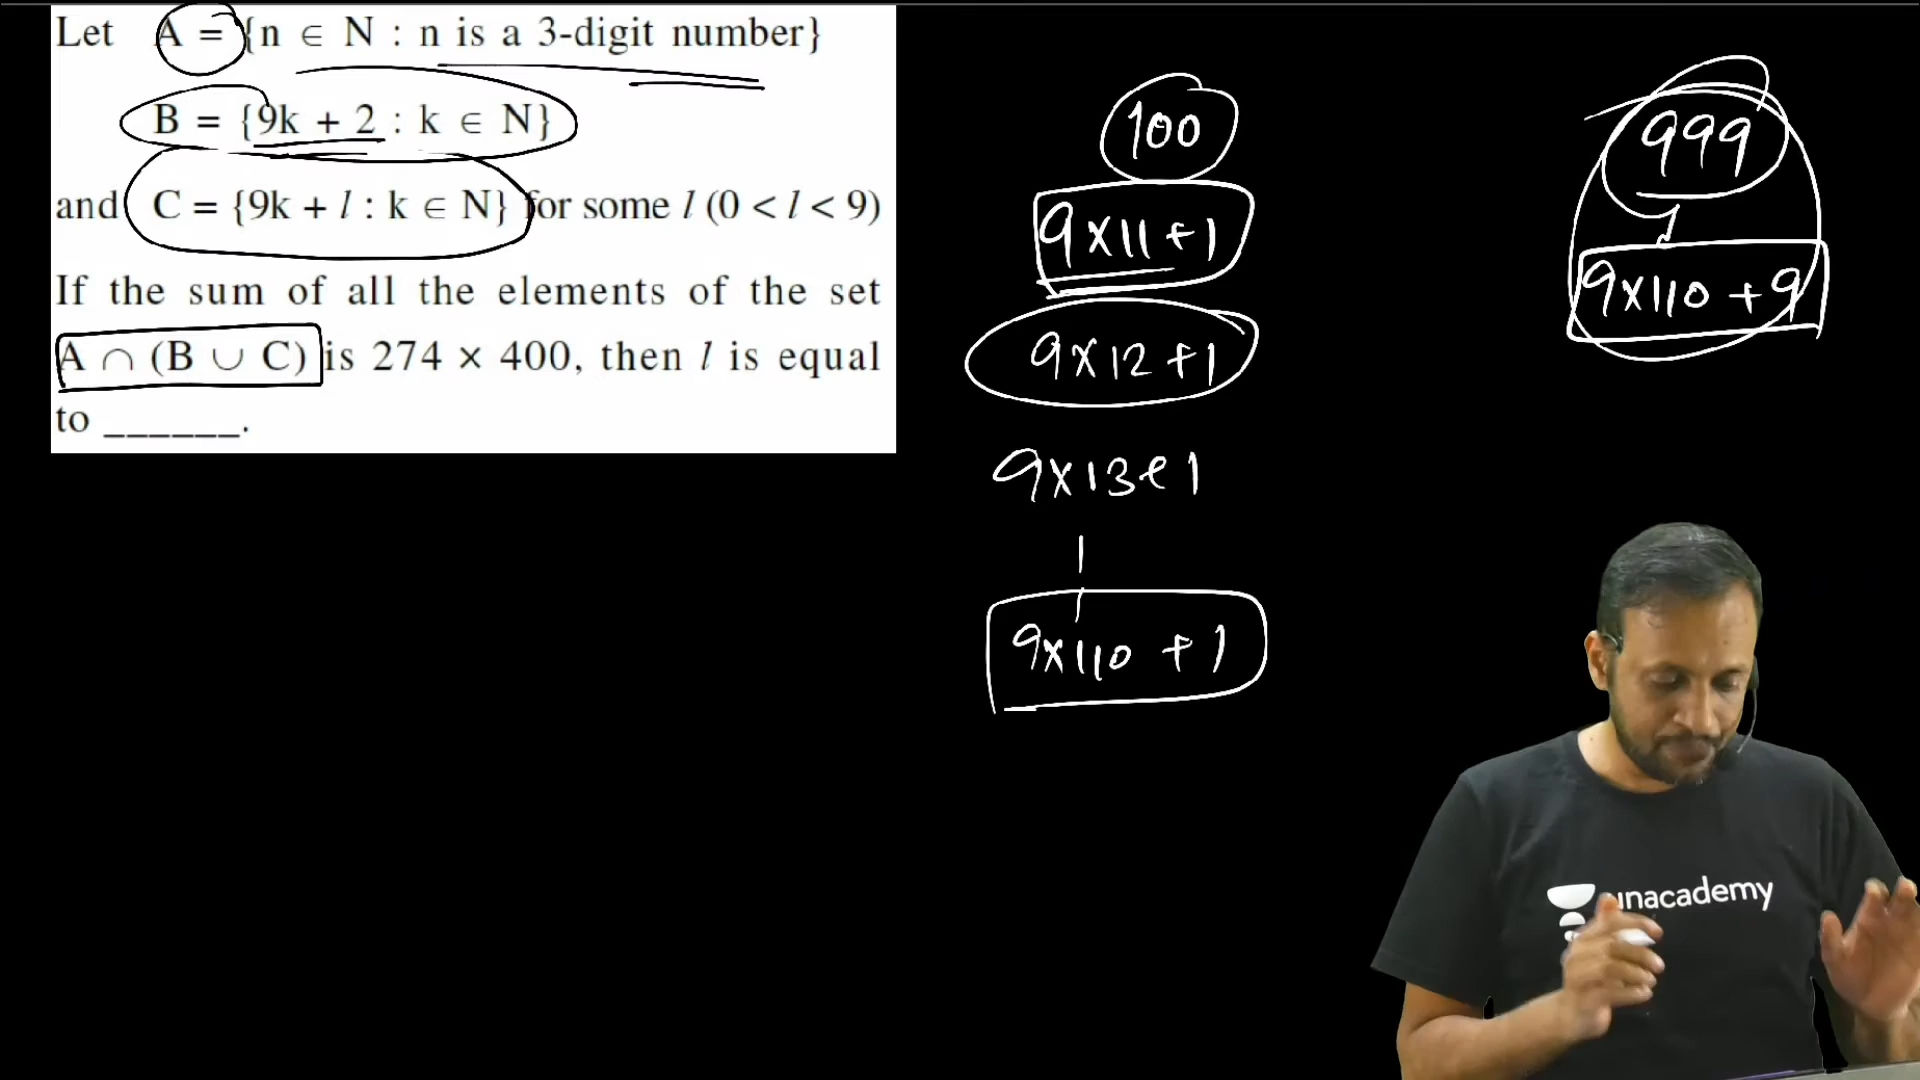 Let A = {n ∈ N : n is a 3-digit number}
B = {9k + 2 : k ∈ N}
and C = {9k + l : k ∈ N} for some l (0 < l < 9)
If the sum of all the elements of the set
A ∩ (B ∪ C) is 274 × 400, then l is equal
to ______.
100
9×11+1
9×12+1
9×13+1
9×110 + 1
999
9×110 + 9
unacademy